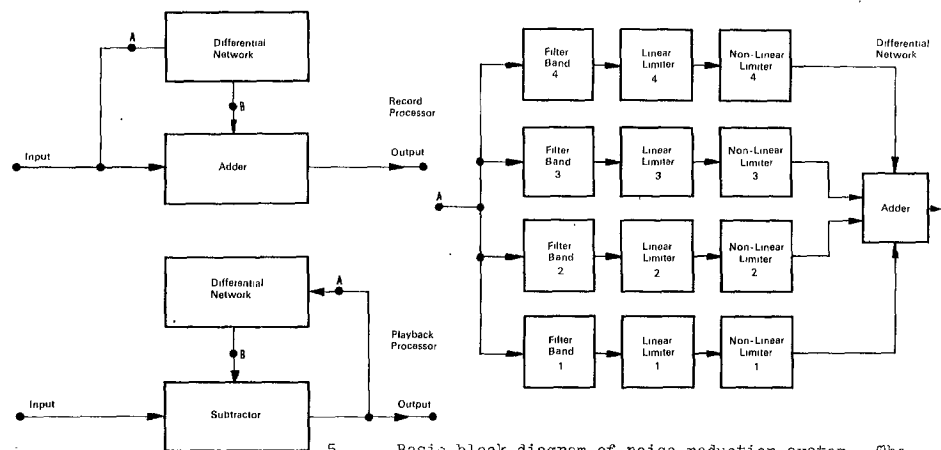 A
Differential
Network
B
Record
Processor
Input
Adder
Output
Differential
Network
A
B
Playback
Processor
Input
Subtractor
Output
Filter
Band
4
Linear
Limiter
4
Non-Linear
Limiter
4
Differential
Network
Filter
Band
3
Linear
Limiter
3
Non-Linear
Limiter
3
A
Adder
Filter
Band
2
Linear
Limiter
2
Non-Linear
Limiter
2
Filter
Band
1
Linear
Limiter
1
Non-Linear
Limiter
1
5 Basic block diagram of noise reduction system. The